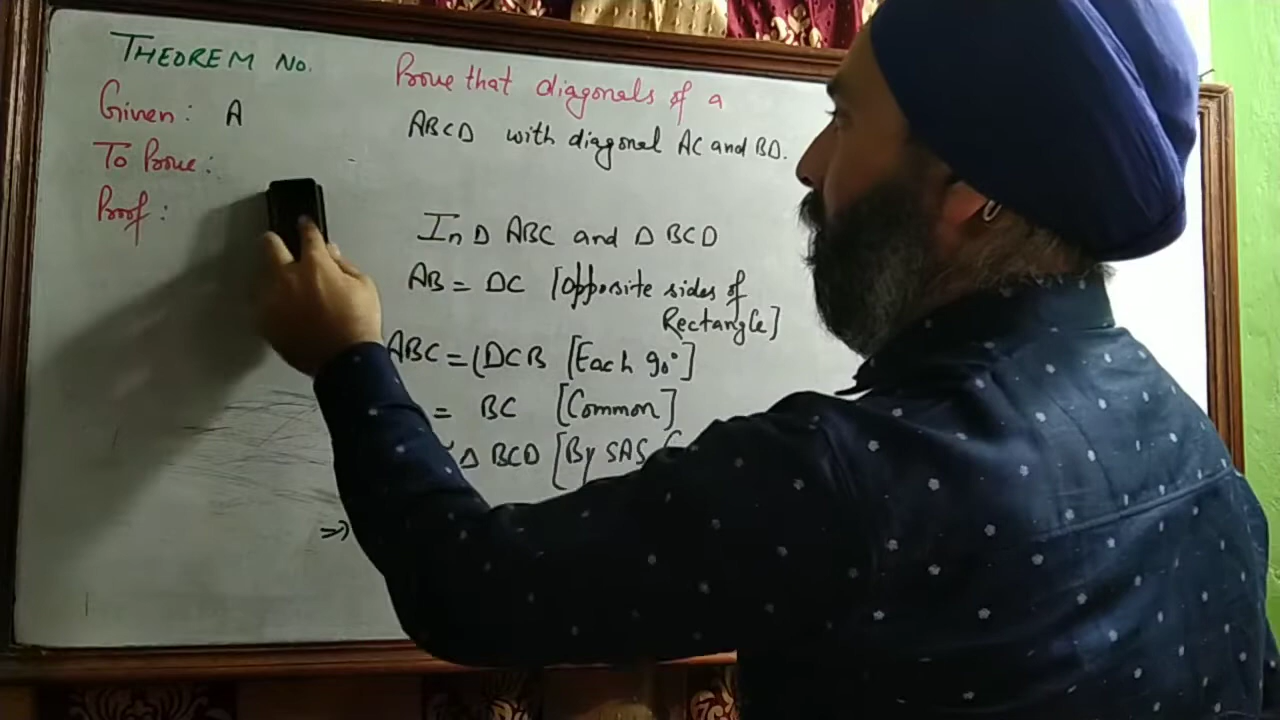 THEOREM No.
Prove that diagonals of a
Given: A
ABCD with diagonal AC and BD.
To Prove:
Proof:
In Δ ABC and Δ BCD
AB = DC [Opposite sides of
Rectangle]
ABC = ∠DCB [Each 90°]
= BC [Common]
≅ Δ BCD [By SAS
⇒